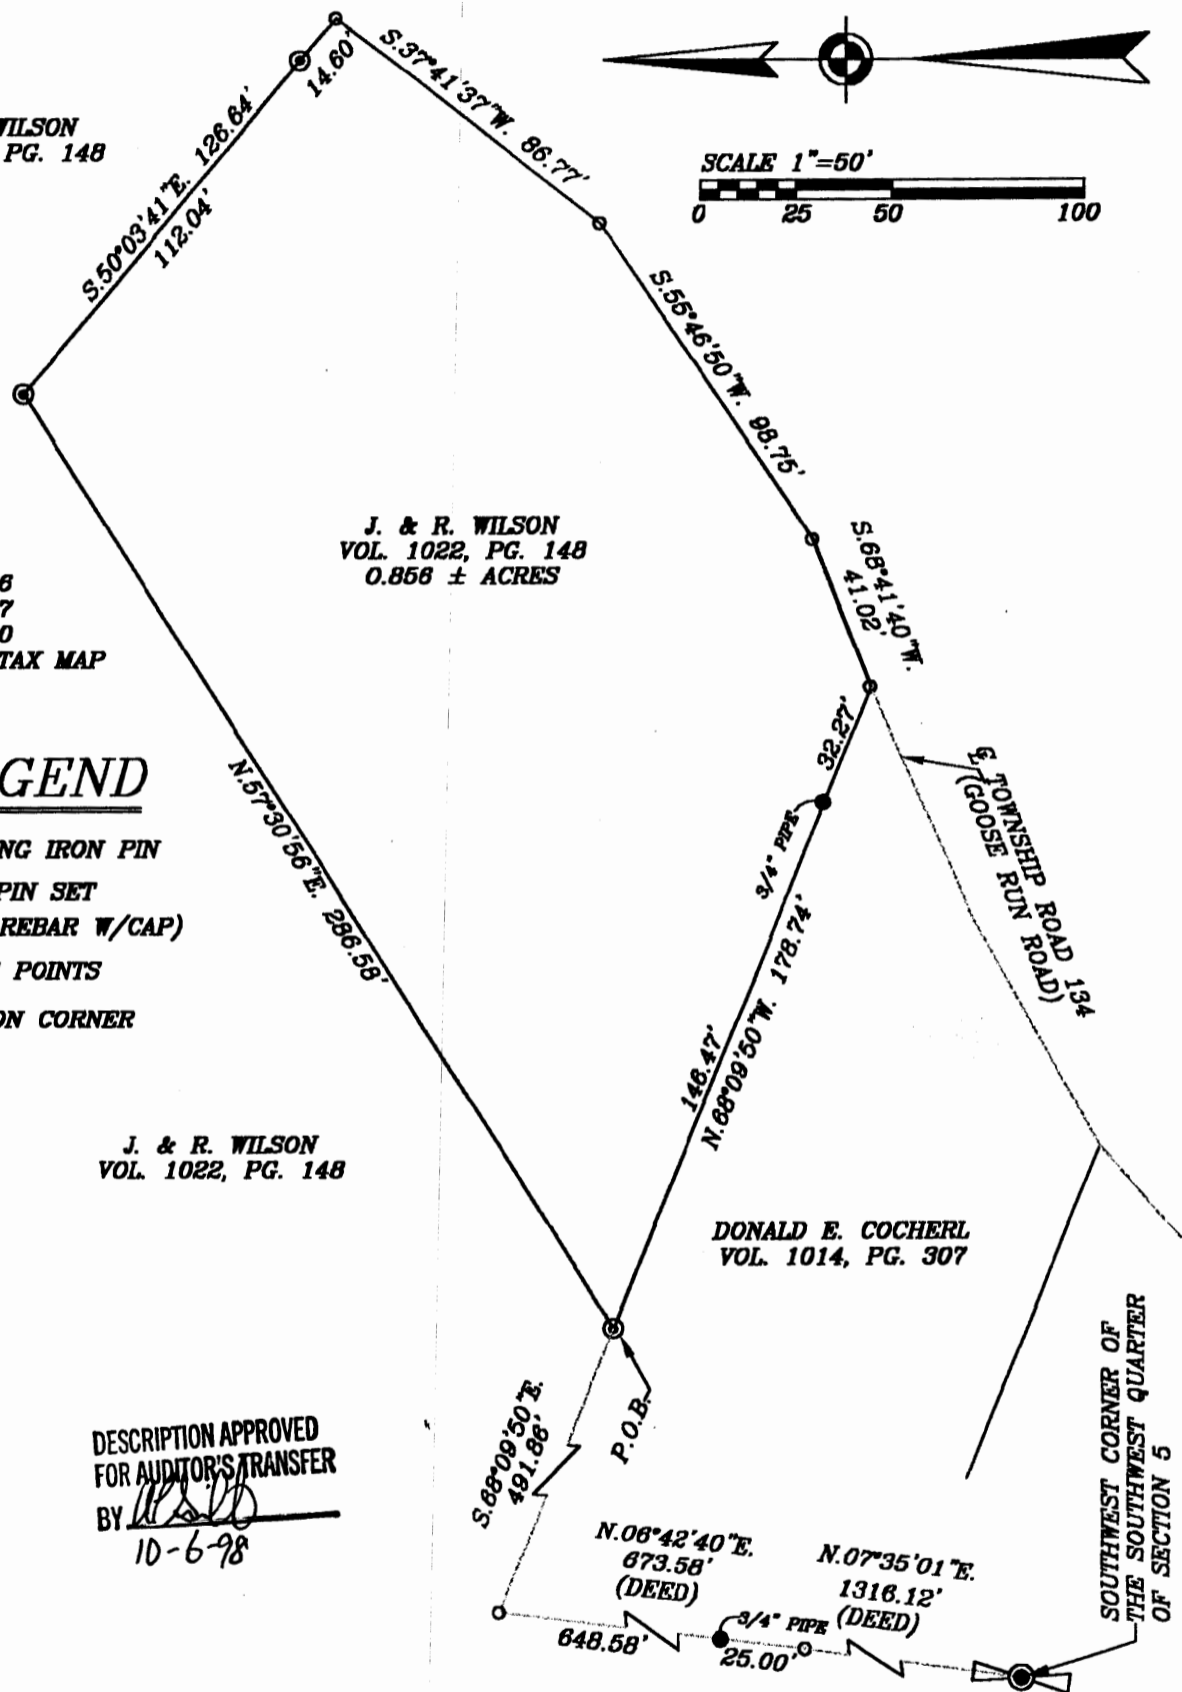 S.37°41'37"W. 86.77'
14.60'
WILSON
PG. 148
S.50°03'41"E. 126.64'
112.04'
SCALE 1"=50'
0 25 50 100
S.55°46'50"W. 98.75'
J. & R. WILSON
VOL. 1022, PG. 148
0.856 ± ACRES
S.68°41'40"W.
41.02'
6
7
0
TAX MAP
32.27'
3/4" PIPE
℄ TOWNSHIP ROAD 134
(GOOSE RUN ROAD)
GEND
NG IRON PIN
PIN SET
REBAR W/CAP)
POINTS
ON CORNER
N.57°30'56"E. 286.58'
146.47'
N.68°09'50"W. 178.74'
J. & R. WILSON
VOL. 1022, PG. 148
DONALD E. COCHERL
VOL. 1014, PG. 307
P.O.B.
S.68°09'50"E.
491.86'
DESCRIPTION APPROVED
FOR AUDITOR'S TRANSFER
BY
10-6-98
N.06°42'40"E.
673.58'
(DEED)
N.07°35'01"E.
1316.12'
(DEED)
3/4" PIPE
648.58'
25.00'
SOUTHWEST CORNER OF
THE SOUTHWEST QUARTER
OF SECTION 5